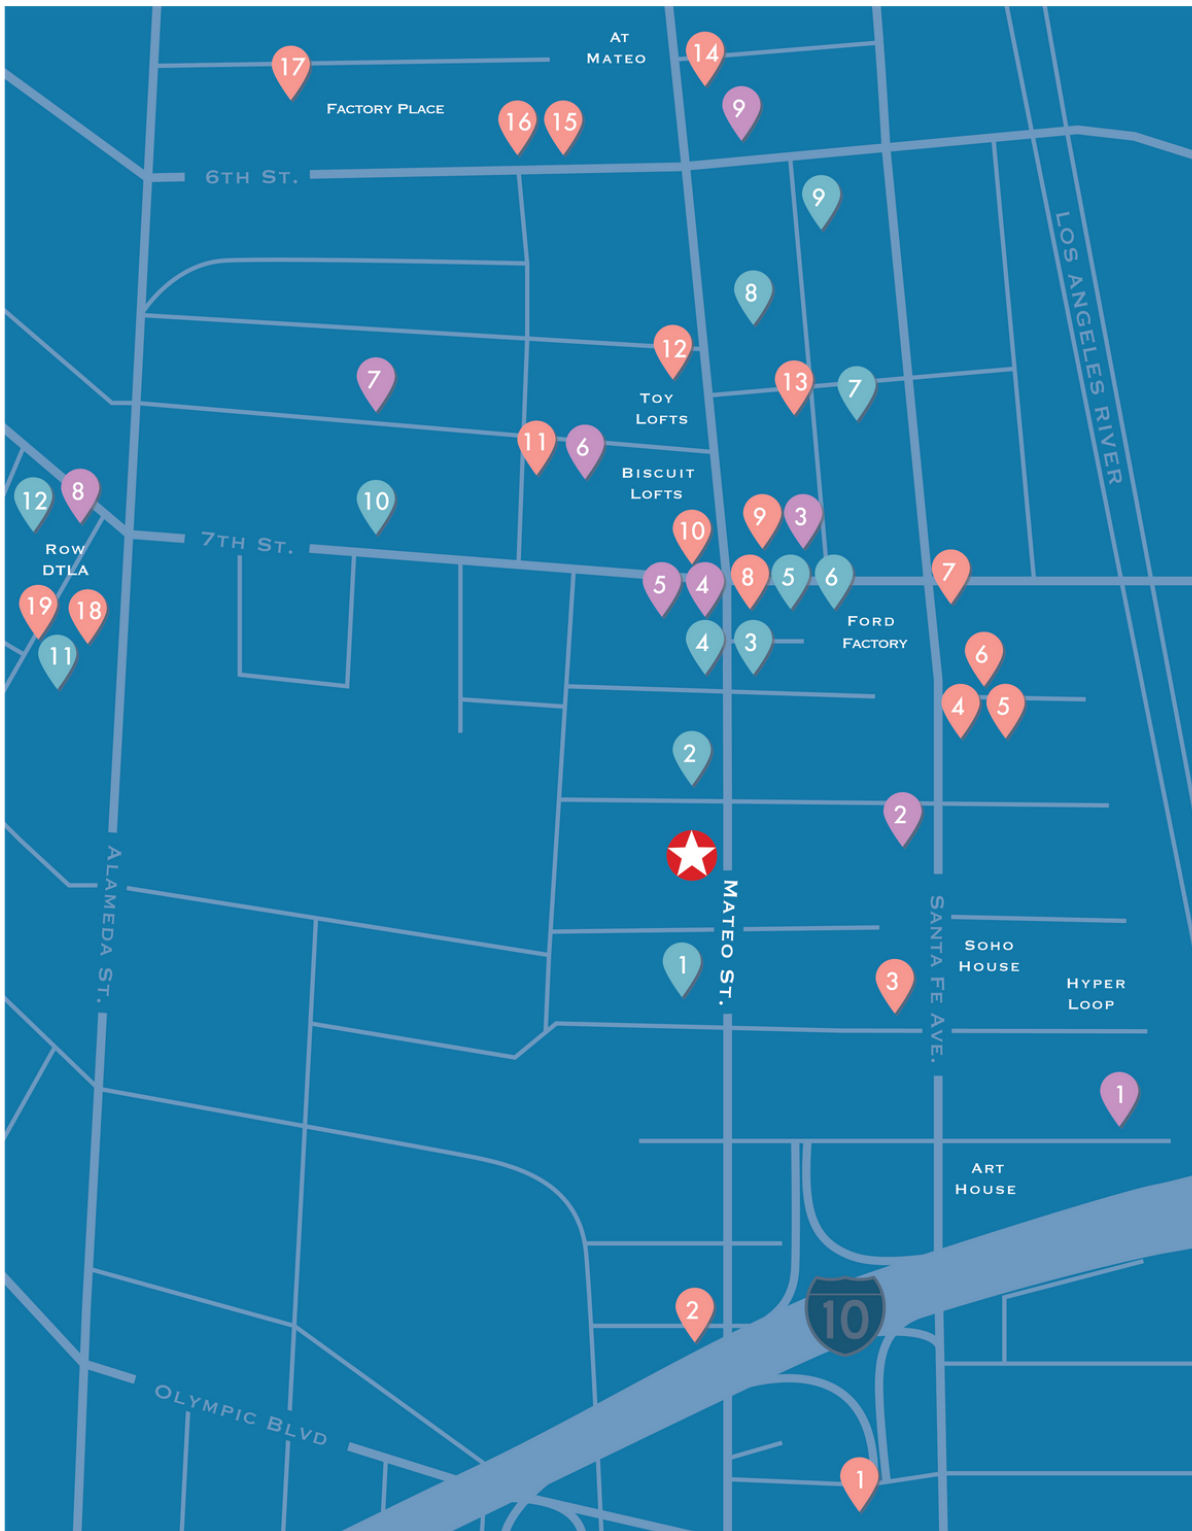 At
Mateo
14
17
9
Factory Place
16
15
6th St.
9
Los Angeles River
8
12
13
7
7
Toy
Lofts
11
6
Biscuit
Lofts
12
8
10
9
3
10
7th St.
Row
DTLA
5
4
8
5
6
7
19
18
Ford
Factory
11
4
3
6
4
5
2
2
Alameda St.
Mateo St.
Santa Fe Ave.
Soho
House
1
3
Hyper
Loop
1
Art
House
2
10
Olympic Blvd
1